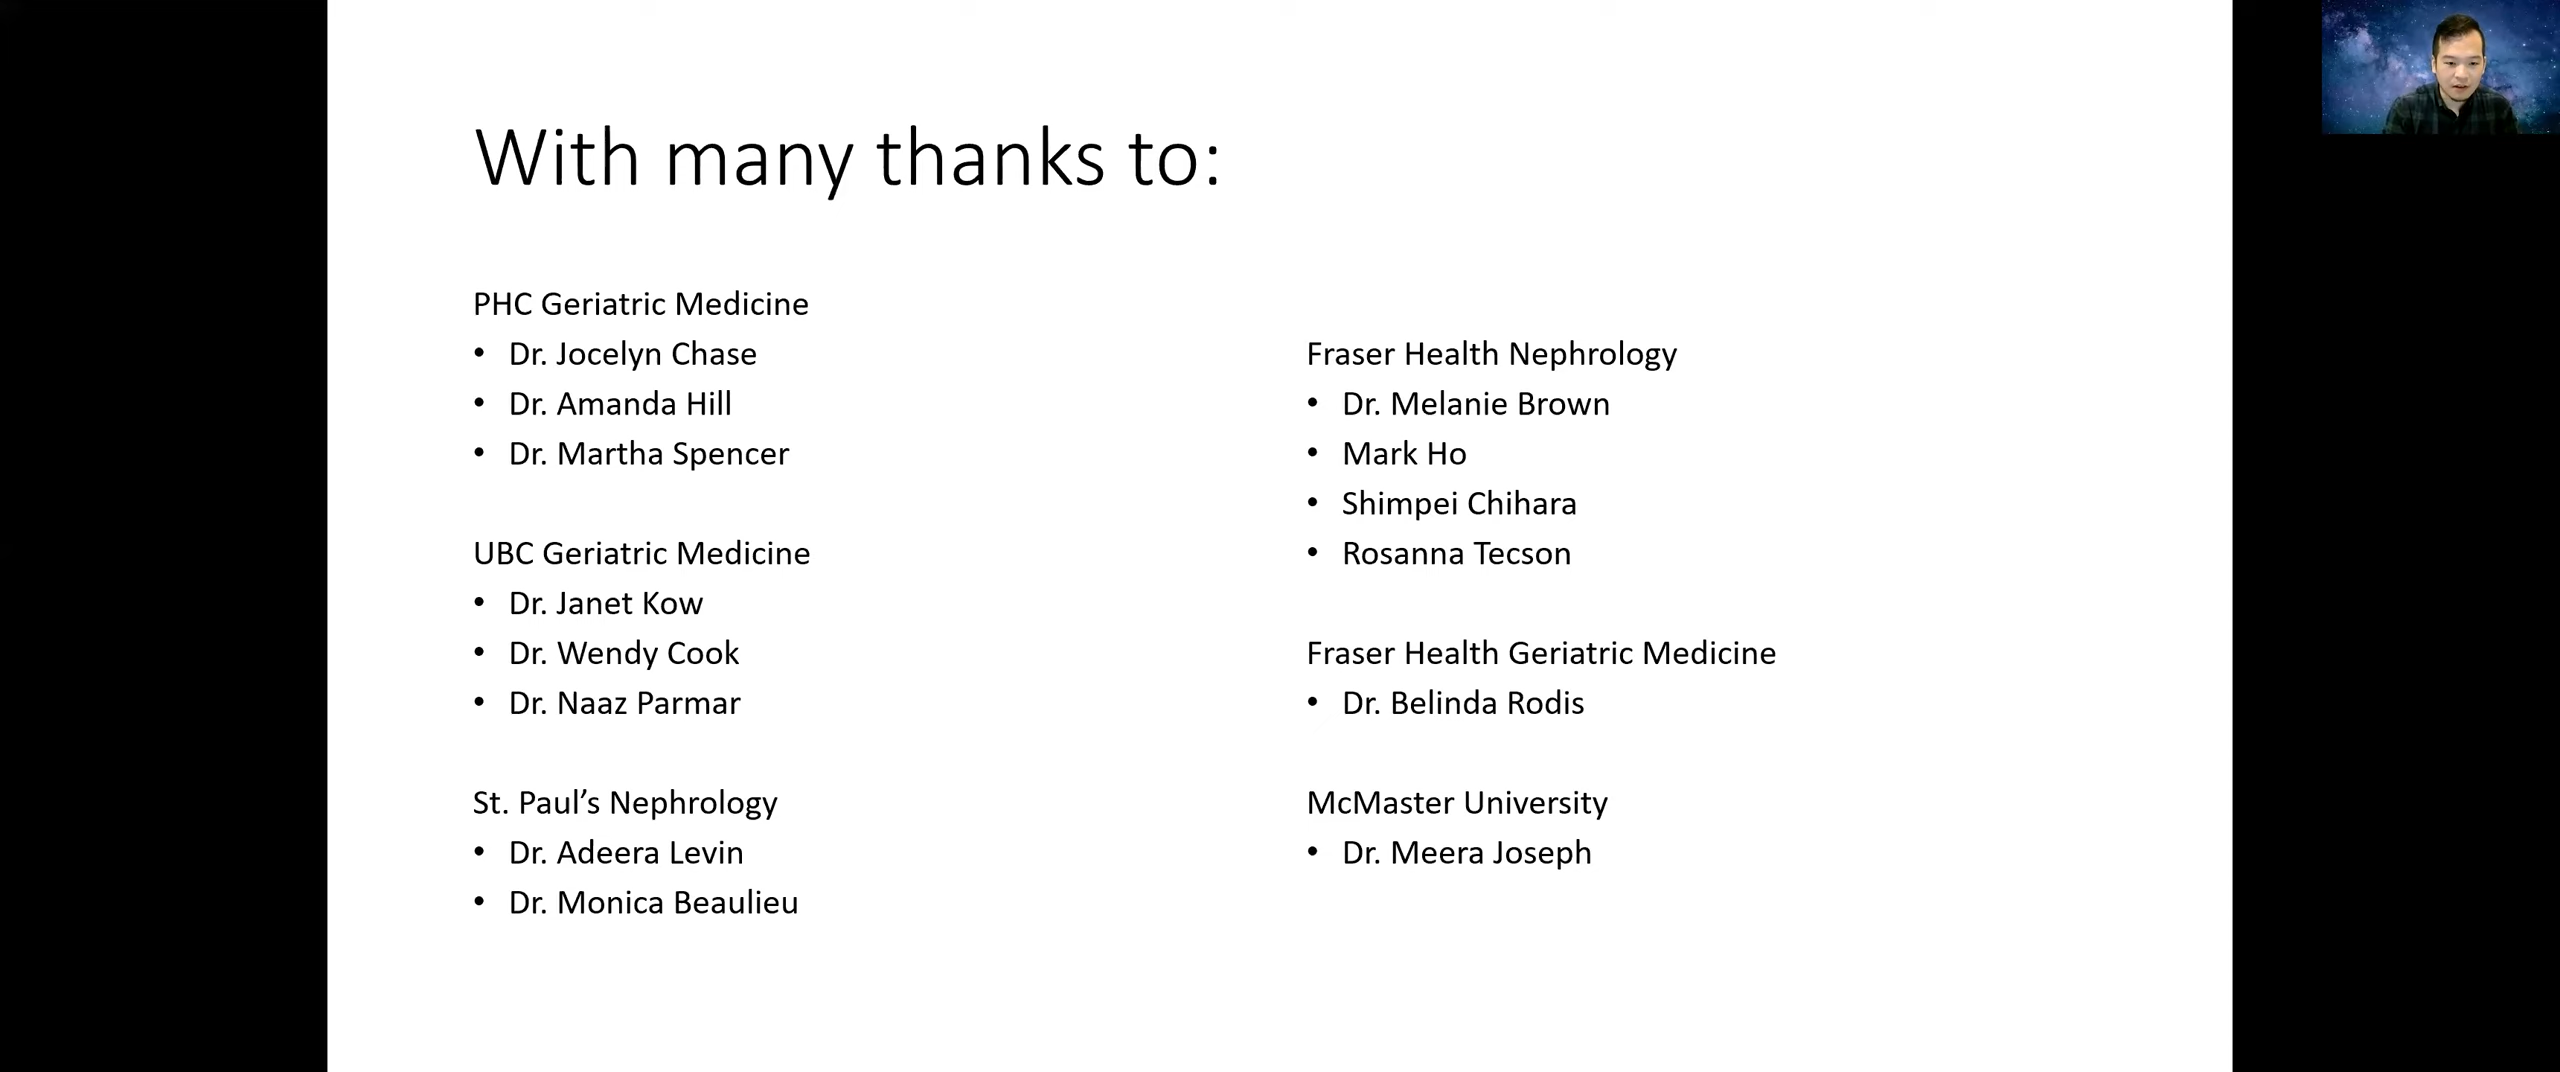 With many thanks to:
PHC Geriatric Medicine
• Dr. Jocelyn Chase
• Dr. Amanda Hill
• Dr. Martha Spencer
UBC Geriatric Medicine
• Dr. Janet Kow
• Dr. Wendy Cook
• Dr. Naaz Parmar
St. Paul’s Nephrology
• Dr. Adeera Levin
• Dr. Monica Beaulieu
Fraser Health Nephrology
• Dr. Melanie Brown
• Mark Ho
• Shimpei Chihara
• Rosanna Tecson
Fraser Health Geriatric Medicine
• Dr. Belinda Rodis
McMaster University
• Dr. Meera Joseph